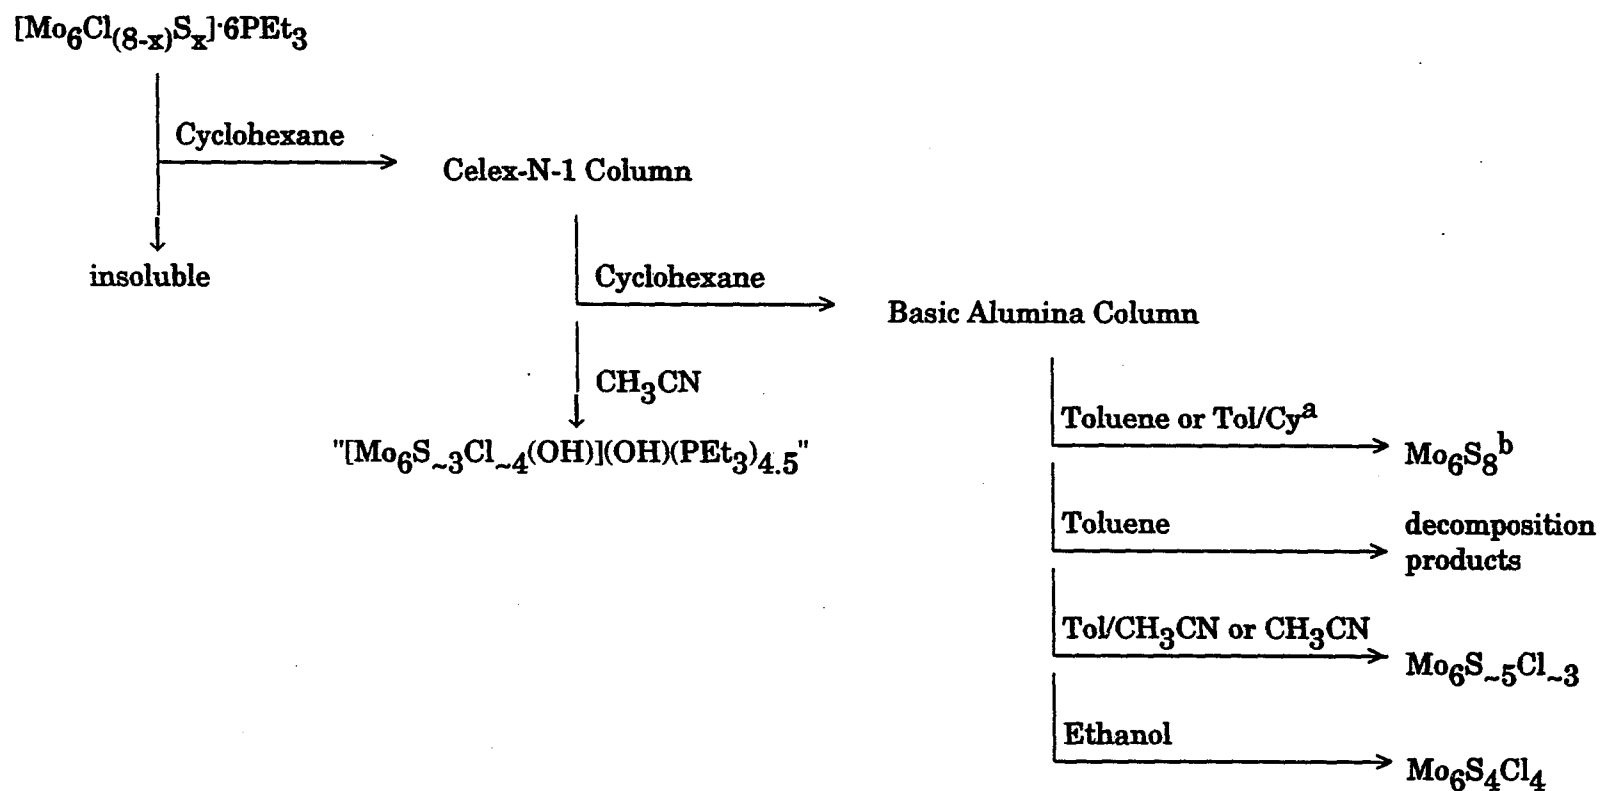 [Mo6Cl(8-x)Sx]·6PEt3
Cyclohexane
Celex-N-1 Column
insoluble
Cyclohexane
Basic Alumina Column
CH3CN
"[Mo6S~3Cl~4(OH)](OH)(PEt3)4.5"
Toluene or Tol/Cya
Mo6S8b
Toluene
decomposition
products
Tol/CH3CN or CH3CN
Mo6S~5Cl~3
Ethanol
Mo6S4Cl4